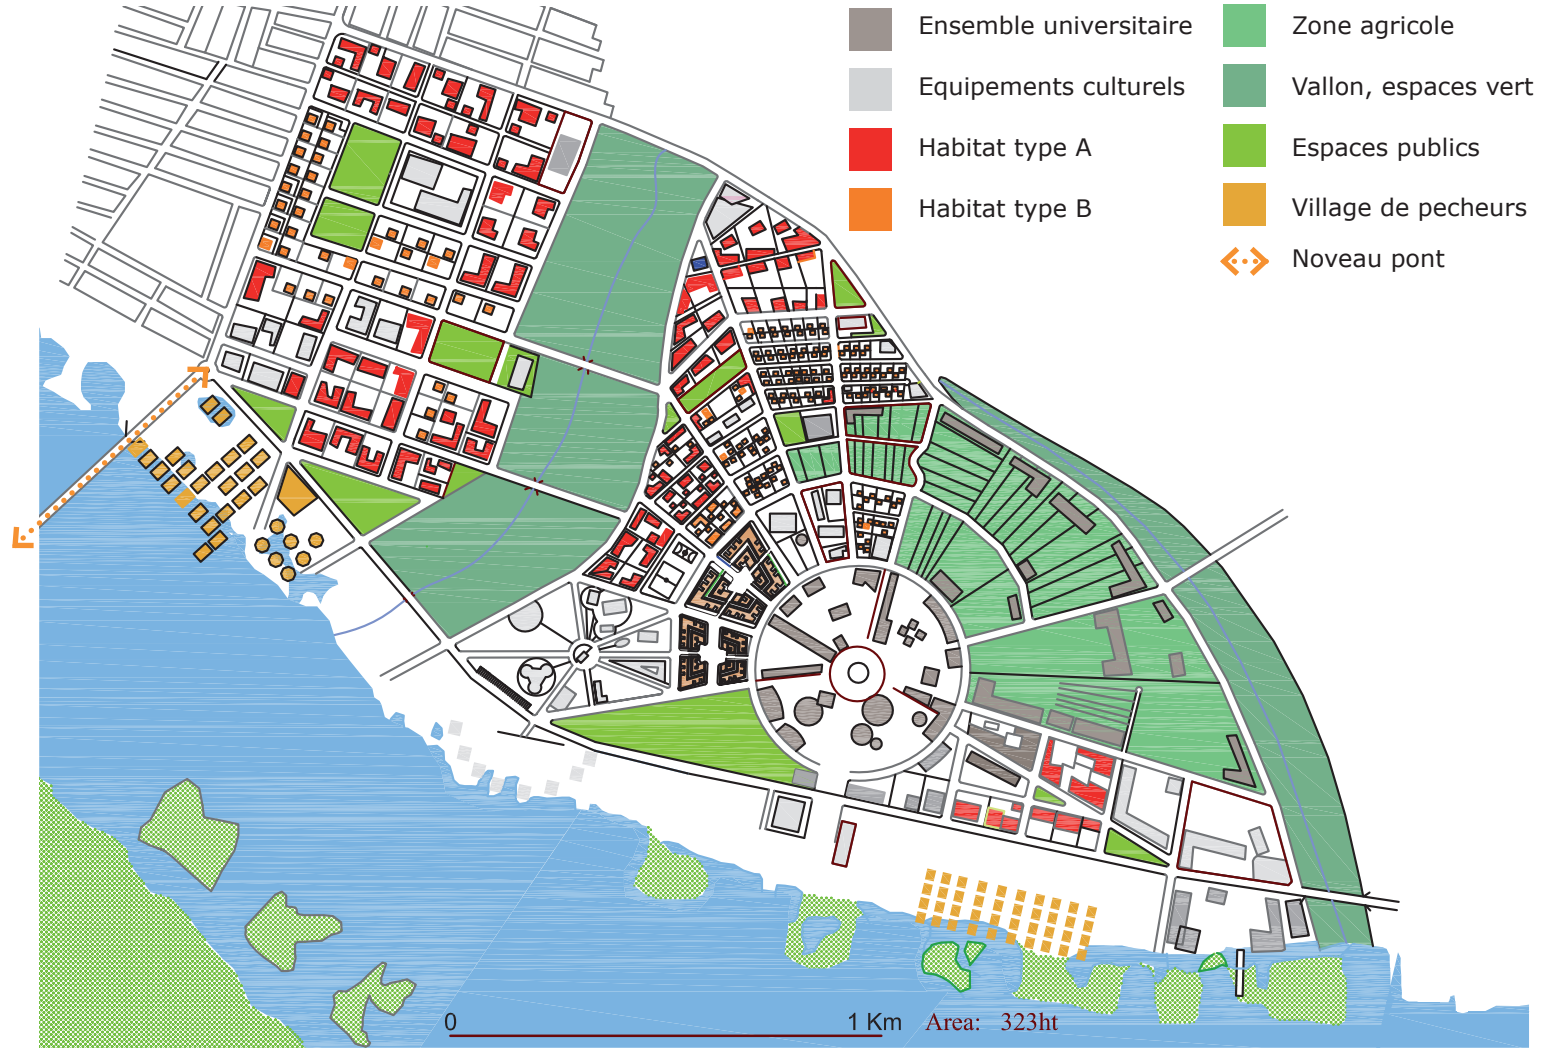 Ensemble universitaire
Equipements culturels
Habitat type A
Habitat type B
Zone agricole
Vallon, espaces vert
Espaces publics
Village de pecheurs
Noveau pont
0 1 Km Area: 323ht